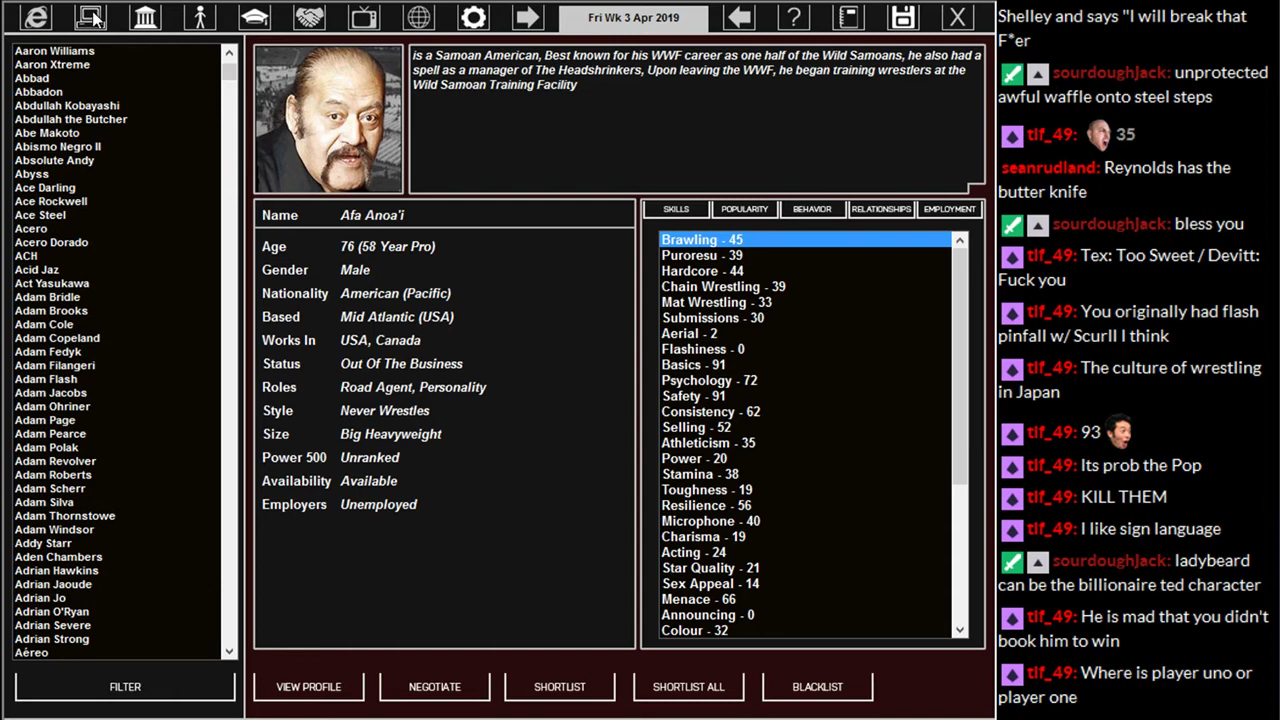 Fri Wk 3 Apr 2019
Aaron Williams
Aaron Xtreme
Abbad
Abbadon
Abdullah Kobayashi
Abdullah the Butcher
Abe Makoto
Abismo Negro II
Absolute Andy
Abyss
Ace Darling
Ace Rockwell
Ace Steel
Acero
Acero Dorado
ACH
Acid Jaz
Act Yasukawa
Adam Bridle
Adam Brooks
Adam Cole
Adam Copeland
Adam Fedyk
Adam Filangeri
Adam Flash
Adam Jacobs
Adam Ohriner
Adam Page
Adam Pearce
Adam Polak
Adam Revolver
Adam Roberts
Adam Scherr
Adam Silva
Adam Thornstowe
Adam Windsor
Addy Starr
Aden Chambers
Adrian Hawkins
Adrian Jaoude
Adrian Jo
Adrian O'Ryan
Adrian Severe
Adrian Strong
Aéreo
FILTER
is a Samoan American, Best known for his WWF career as one half of the Wild Samoans, he also had a
spell as a manager of The Headshrinkers, Upon leaving the WWF, he began training wrestlers at the
Wild Samoan Training Facility
Name Afa Anoa'i
Age 76 (58 Year Pro)
Gender Male
Nationality American (Pacific)
Based Mid Atlantic (USA)
Works In USA, Canada
Status Out Of The Business
Roles Road Agent, Personality
Style Never Wrestles
Size Big Heavyweight
Power 500 Unranked
Availability Available
Employers Unemployed
SKILLS POPULARITY BEHAVIOR RELATIONSHIPS EMPLOYMENT
Brawling - 45
Puroresu - 39
Hardcore - 44
Chain Wrestling - 39
Mat Wrestling - 33
Submissions - 30
Aerial - 2
Flashiness - 0
Basics - 91
Psychology - 72
Safety - 91
Consistency - 62
Selling - 52
Athleticism - 35
Power - 20
Stamina - 38
Toughness - 19
Resilience - 56
Microphone - 40
Charisma - 19
Acting - 24
Star Quality - 21
Sex Appeal - 14
Menace - 66
Announcing - 0
Colour - 32
VIEW PROFILE NEGOTIATE SHORTLIST SHORTLIST ALL BLACKLIST
Shelley and says "I will break that
F*er
sourdoughjack: unprotected
awful waffle onto steel steps
tlf_49: 35
seanrudland: Reynolds has the
butter knife
sourdoughjack: bless you
tlf_49: Tex: Too Sweet / Devitt:
Fuck you
tlf_49: You originally had flash
pinfall w/ Scurll I think
tlf_49: The culture of wrestling
in Japan
tlf_49: 93
tlf_49: Its prob the Pop
tlf_49: KILL THEM
tlf_49: I like sign language
sourdoughjack: ladybeard
can be the billionaire ted character
tlf_49: He is mad that you didn't
book him to win
tlf_49: Where is player uno or
player one